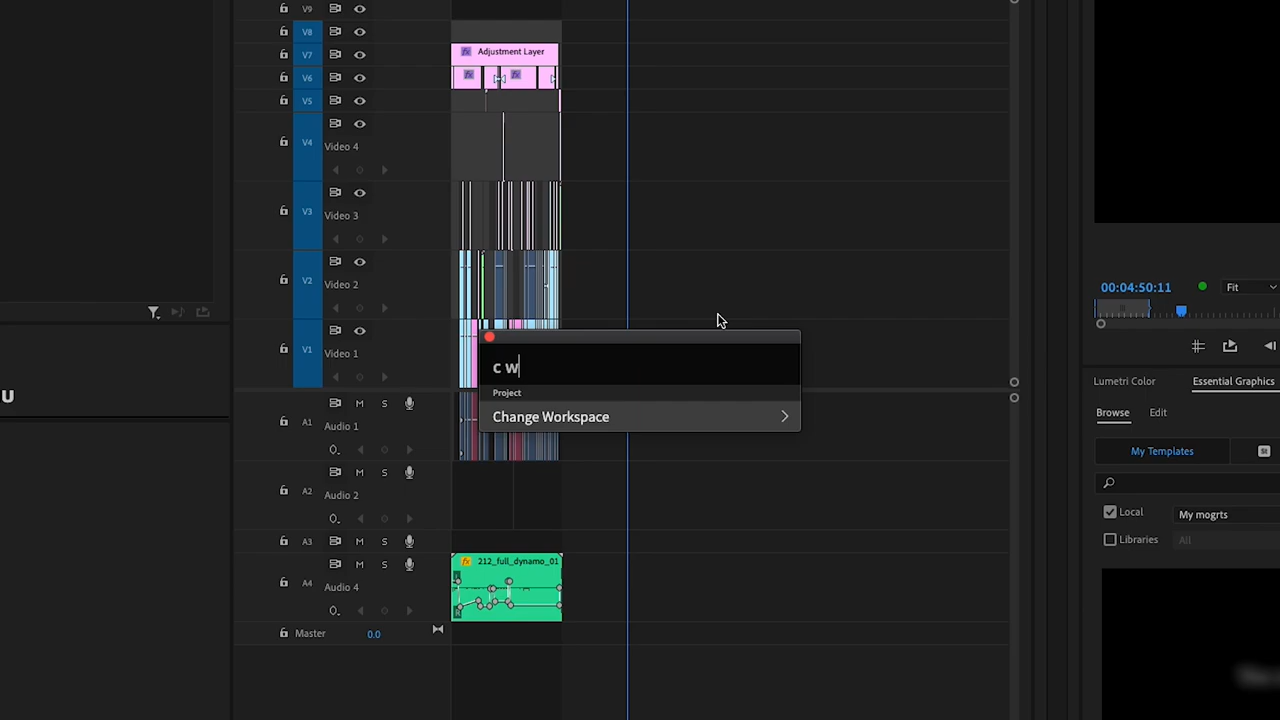 V9
V8
V7
Adjustment Layer
V6
V5
V4
Video 4
V3
Video 3
V2
Video 2
V1
Video 1
c w
Project
Change Workspace
U
A1
M
S
Audio 1
A2
M
S
Audio 2
A3
M
S
A4
M
S
Audio 4
fx 212_full_dynamo_01
Master
0.0
00:04:50:11
Fit
Lumetri Color
Essential Graphics
Browse
Edit
My Templates
St
Local
My mogrts
Libraries
All